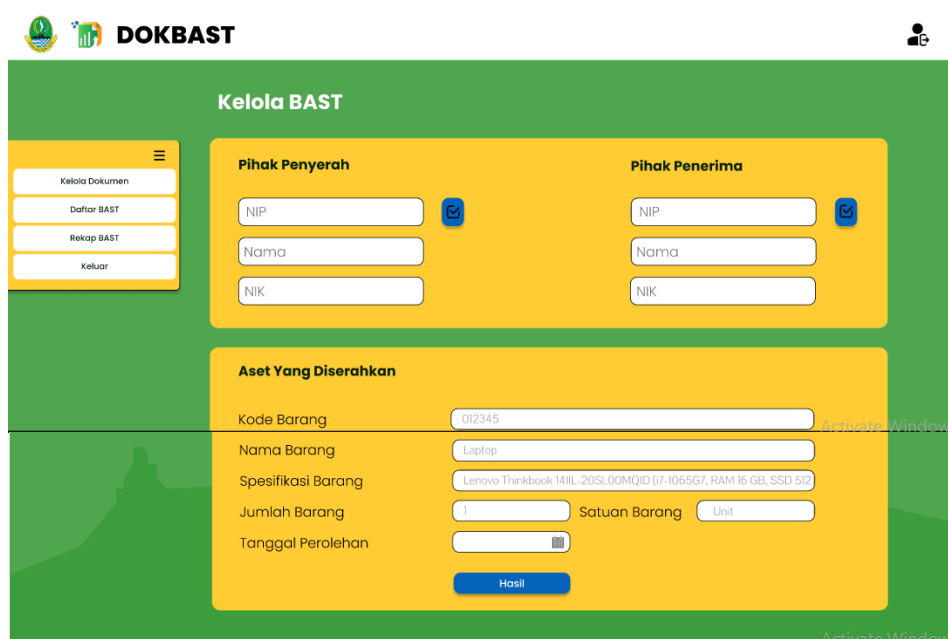 DOKBAST
Kelola BAST
Kelola Dokumen
Daftar BAST
Rekap BAST
Keluar
Pihak Penyerah
NIP
Nama
NIK
Pihak Penerima
NIP
Nama
NIK
Aset Yang Diserahkan
Kode Barang 012345
Nama Barang Laptop
Spesifikasi Barang Lenovo Thinkbook 14IIL-20SL00MQID (i7-1065G7, RAM 16 GB, SSD 512
Jumlah Barang 1 Satuan Barang Unit
Tanggal Perolehan
Hasil
Activate Window
Activate Window